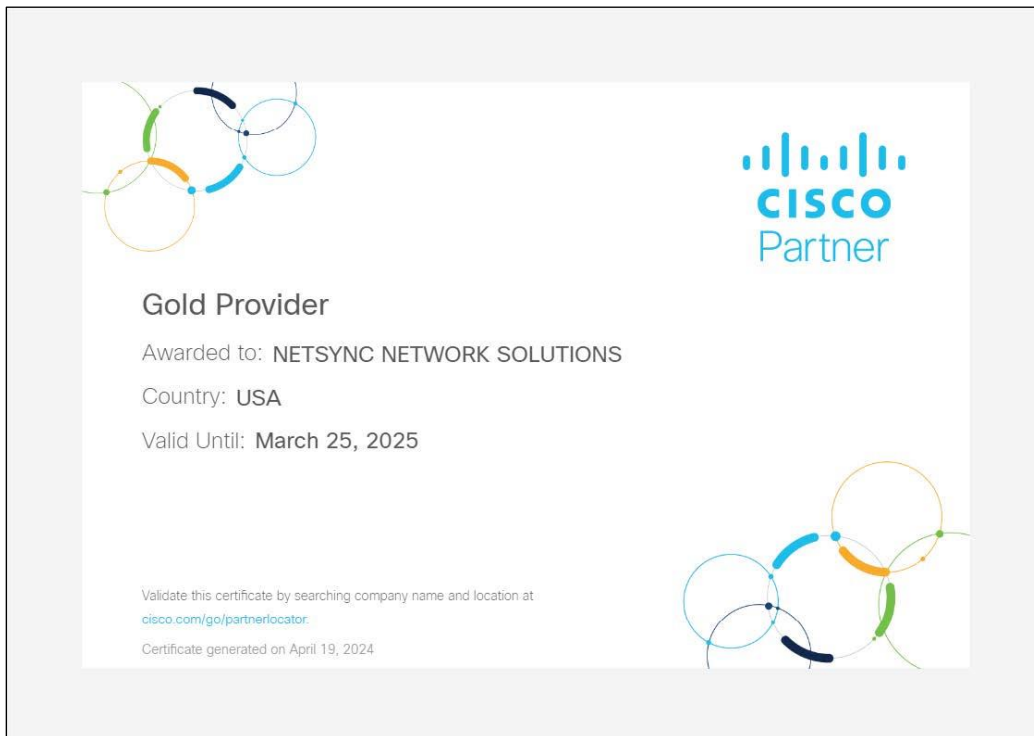 CISCO
Partner
Gold Provider
Awarded to: NETSYNC NETWORK SOLUTIONS
Country: USA
Valid Until: March 25, 2025
Validate this certificate by searching company name and location at
cisco.com/go/partnerlocator.
Certificate generated on April 19, 2024